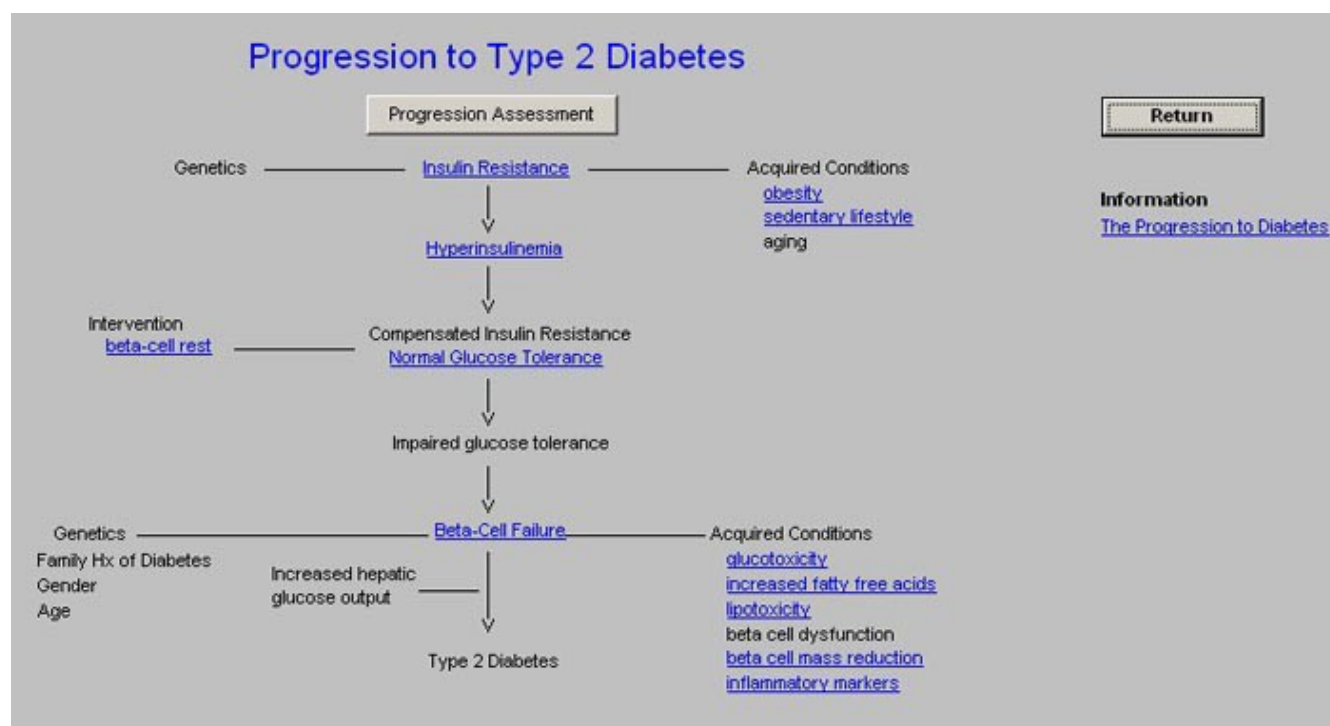 Progression to Type 2 Diabetes
Progression Assessment
Return
Genetics
Insulin Resistance
Acquired Conditions
obesity
sedentary lifestyle
aging
Information
The Progression to Diabetes
Hyperinsulinemia
Intervention
beta-cell rest
Compensated Insulin Resistance
Normal Glucose Tolerance
Impaired glucose tolerance
Genetics
Family Hx of Diabetes
Gender
Age
Beta-Cell Failure
Increased hepatic
glucose output
Acquired Conditions
glucotoxicity
increased fatty free acids
lipotoxicity
beta cell dysfunction
beta cell mass reduction
inflammatory markers
Type 2 Diabetes